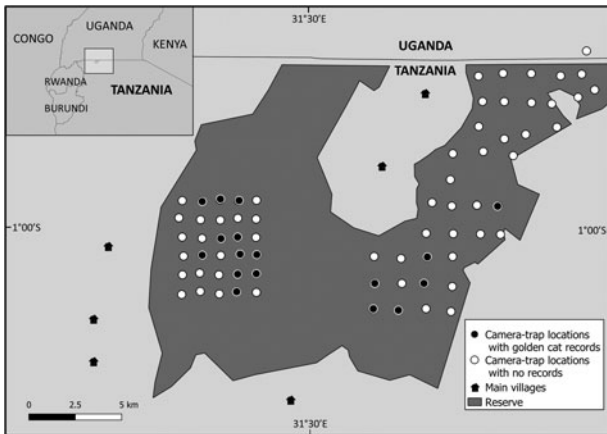 31°30'E
UGANDA
CONGO
KENYA
RWANDA
BURUNDI
TANZANIA
UGANDA
TANZANIA
1°00'S
1°00'S
Camera-trap locations
with golden cat records
Camera-trap locations
with no records
Main villages
Reserve
0
2.5
5 km
31°30'E